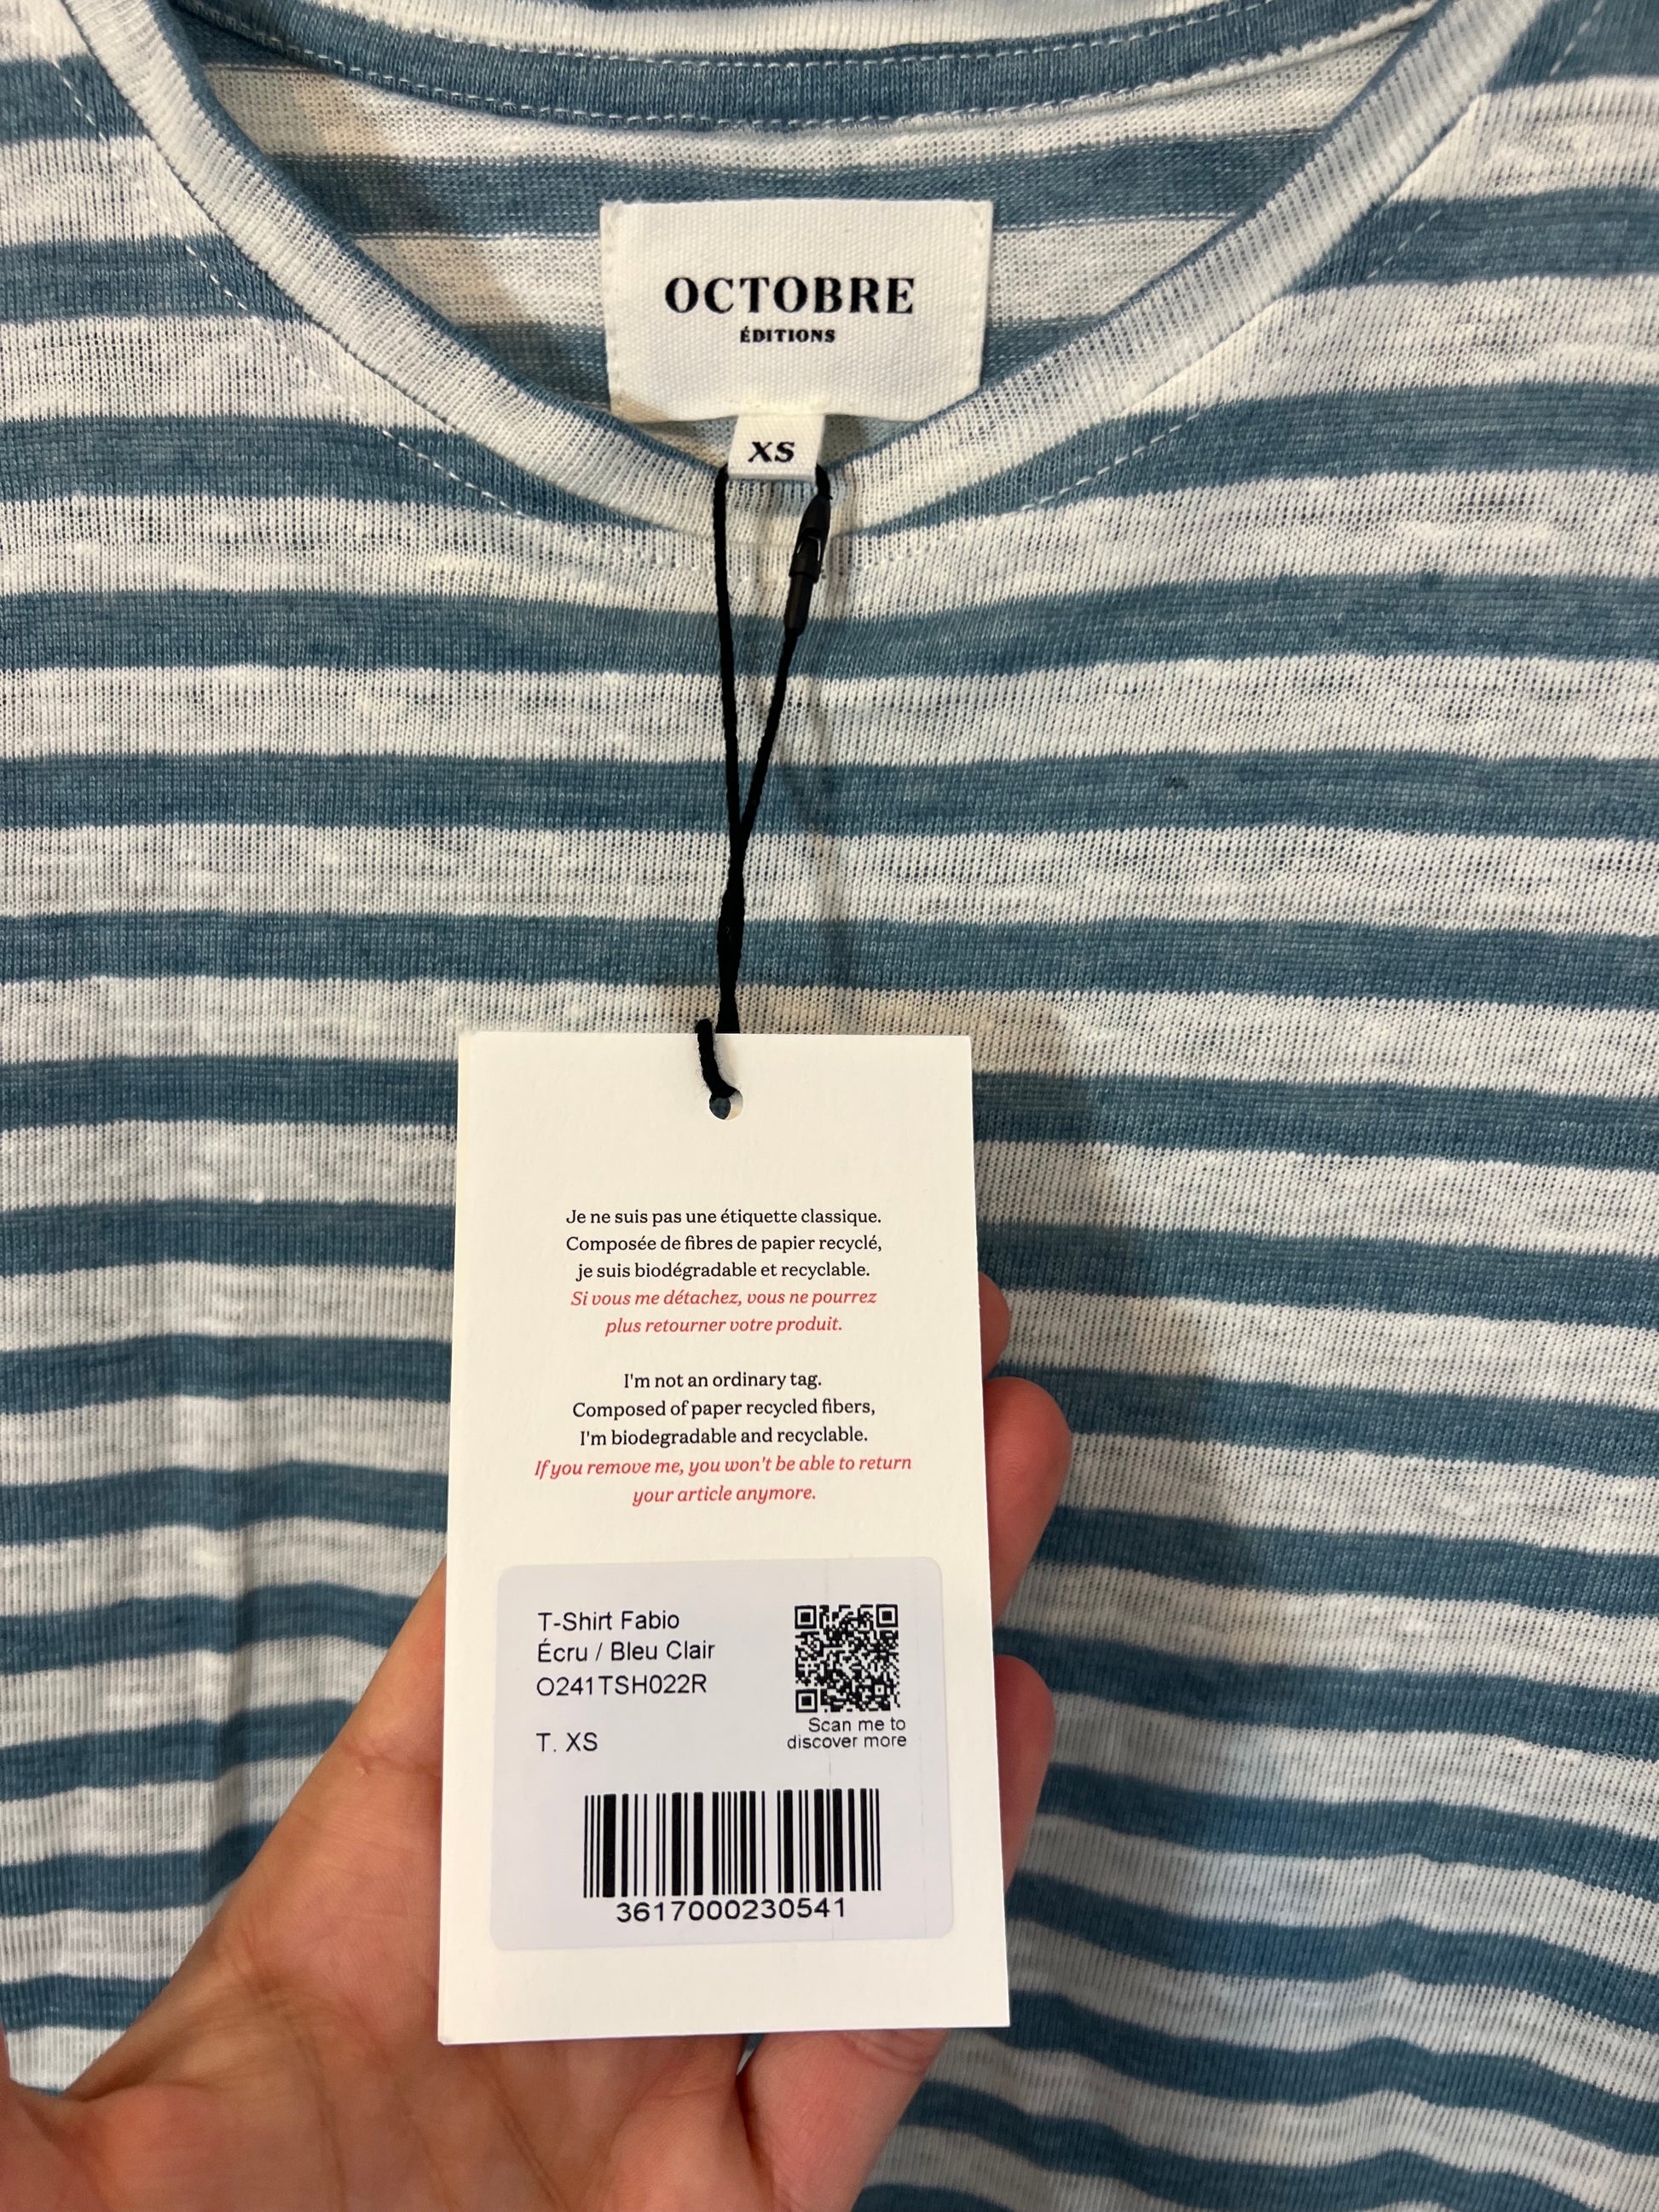 OCTOBRE
ÉDITIONS
XS
Je ne suis pas une étiquette classique.
Composée de fibres de papier recyclé,
je suis biodégradable et recyclable.
Si vous me détachez, vous ne pourrez
plus retourner votre produit.
I'm not an ordinary tag.
Composed of paper recycled fibers,
I'm biodegradable and recyclable.
If you remove me, you won't be able to return
your article anymore.
T-Shirt Fabio
Écru / Bleu Clair
O241TSH022R
T. XS
Scan me to
discover more
3617000230541